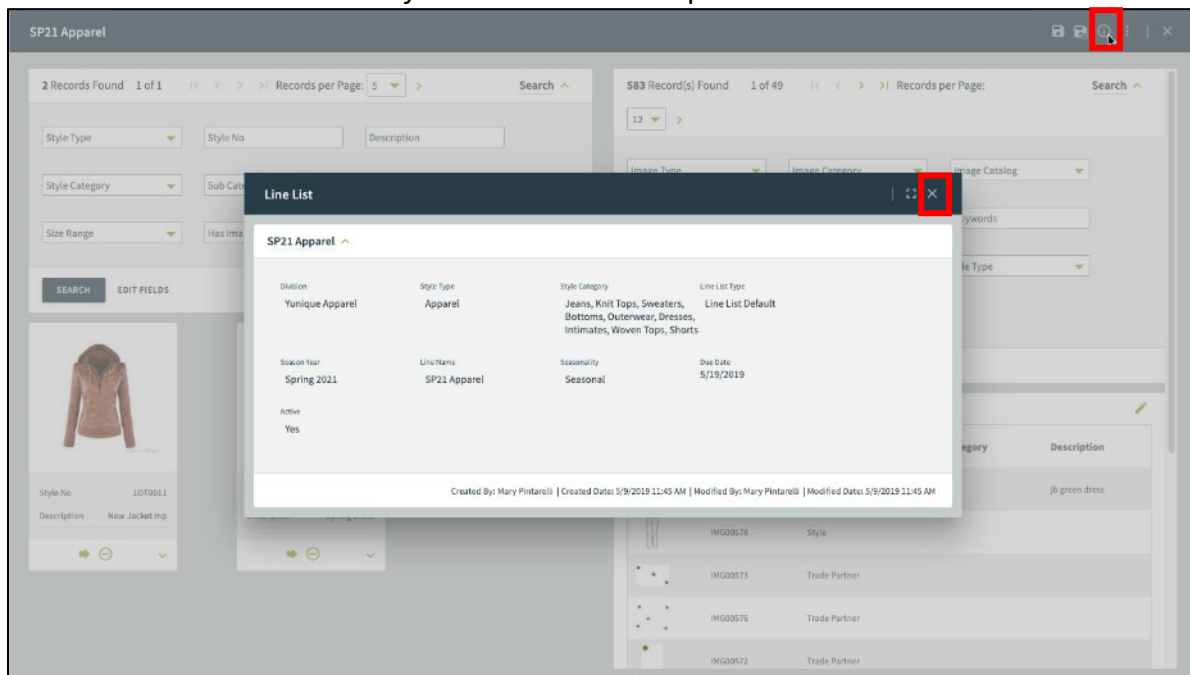 SP21 Apparel
2 Records Found 1 of 1 Records per Page: 5 Search
Style Type Style No Description
Style Category Sub Cate
Size Range Has Ima
SEARCH EDIT FIELDS
583 Record(s) Found 1 of 49 Records per Page: Search
12
Image Type Image Category Image Catalog
eywords
le Type
Line List
SP21 Apparel
Division Style Type Style Category Line List Type
Yunique Apparel Apparel Jeans, Knit Tops, Sweaters, Line List Default
Bottoms, Outerwear, Dresses,
Intimates, Woven Tops, Shorts
Season Year Line Name Seasonality Due Date
Spring 2021 SP21 Apparel Seasonal 5/19/2019
Active
Yes
Created By: Mary Pintarelli | Created Date: 5/9/2019 11:45 AM | Modified By: Mary Pintarelli | Modified Date: 5/9/2019 11:45 AM
Style No LOT0011
Description New Jacket mp
egory Description
jb green dress
IMG00578 Style
IMG00573 Trade Partner
IMG00576 Trade Partner
IMG00572 Trade Partner